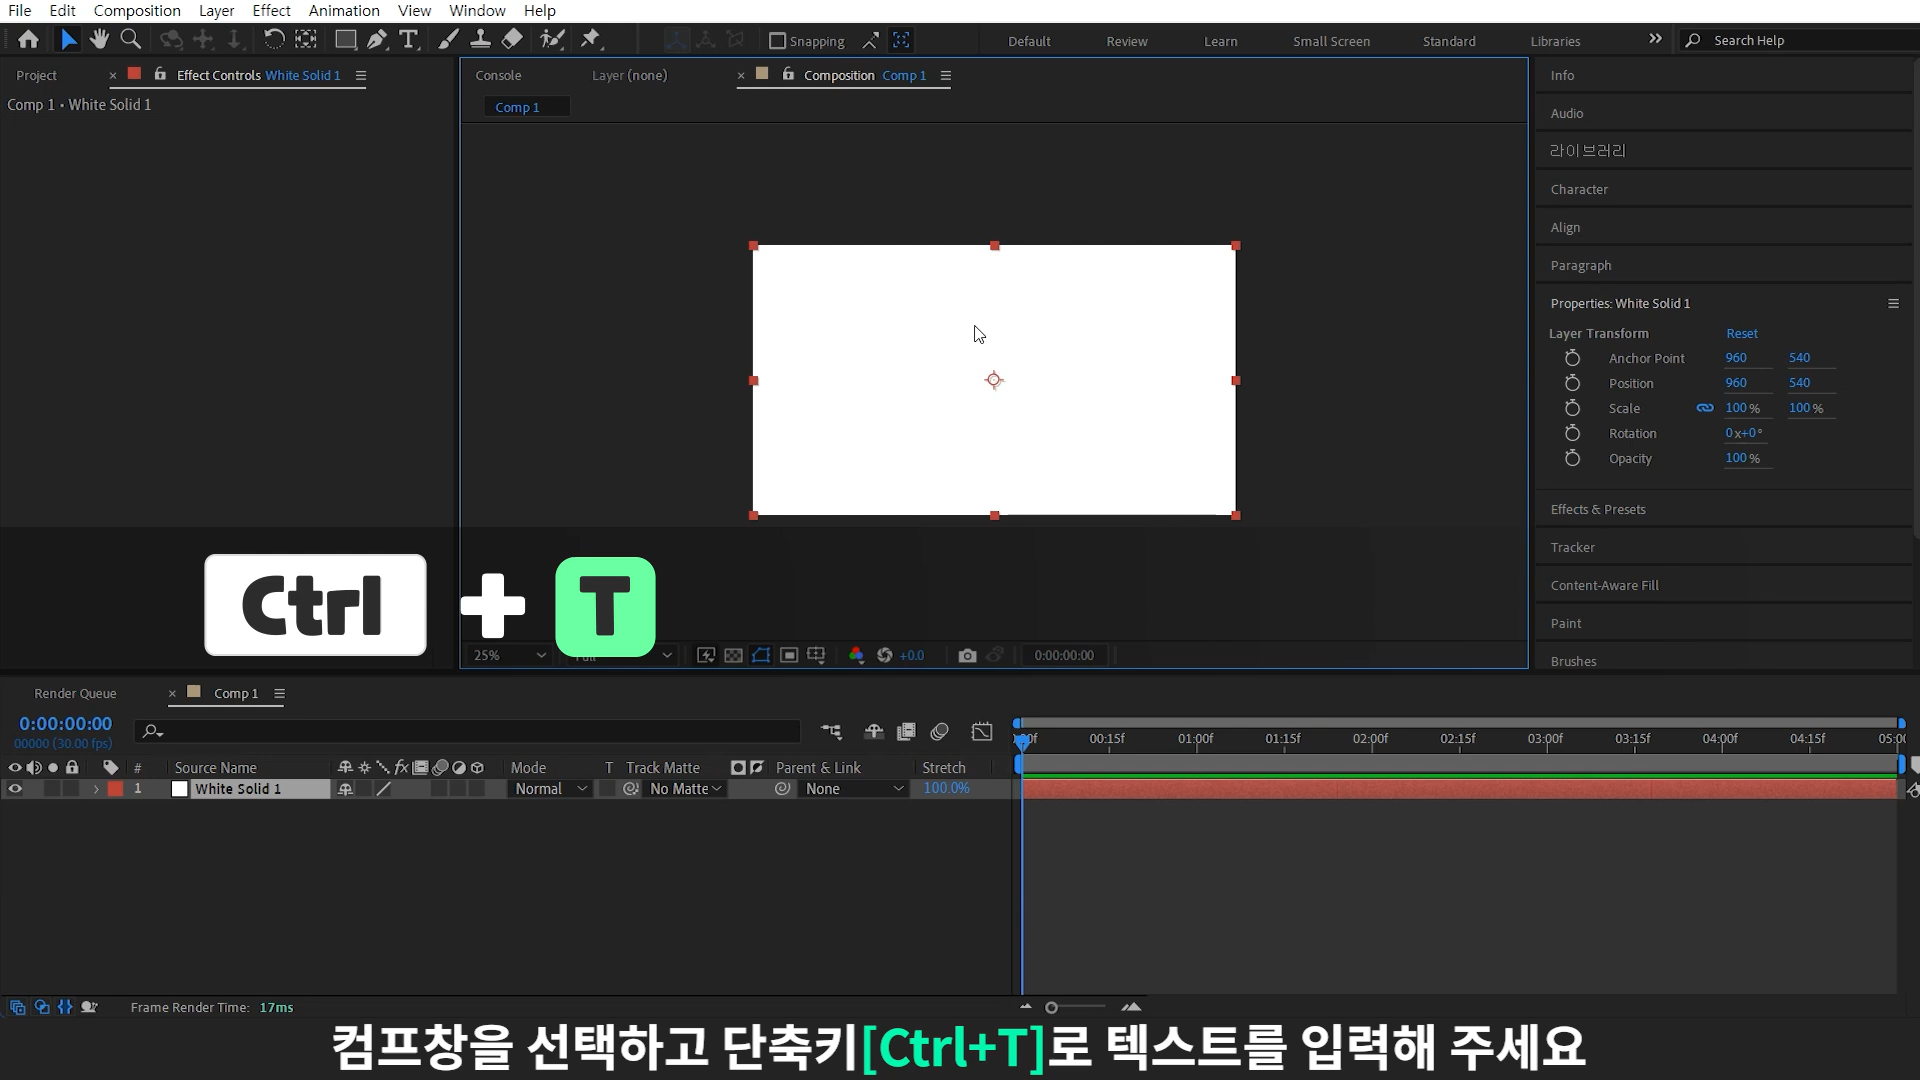 File Edit Composition Layer Effect Animation View Window Help
Snapping Default Review Learn Small Screen Standard Libraries Search Help
Project Effect Controls White Solid 1
Comp 1 • White Solid 1
Console Layer (none) Composition Comp 1
Comp 1
Info
Audio
라이브러리
Character
Align
Paragraph
Properties: White Solid 1
Layer Transform Reset
Anchor Point 960 540
Position 960 540
Scale 100 % 100 %
Rotation 0x+0°
Opacity 100 %
Effects & Presets
Tracker
Content-Aware Fill
Paint
Brushes
Ctrl + T
25% +0.0 0:00:00:00
Render Queue Comp 1
0:00:00:00
00000 (30.00 fps)
00:15f 01:00f 01:15f 02:00f 02:15f 03:00f 03:15f 04:00f 04:15f
# Source Name Mode T Track Matte Parent & Link Stretch
1 White Solid 1 Normal No Matte None 100.0%
Frame Render Time: 17ms
컴프창을 선택하고 단축키[Ctrl+T]로 텍스트를 입력해 주세요